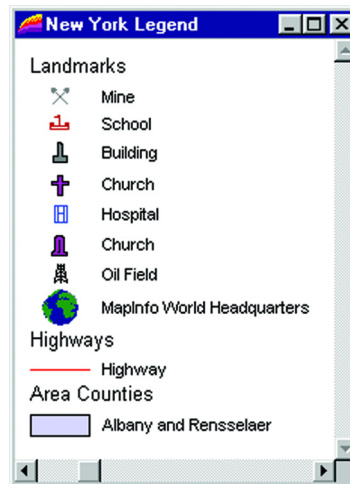 New York Legend
Landmarks
Mine
School
Building
Church
Hospital
Church
Oil Field
MapInfo World Headquarters
Highways
Highway
Area Counties
Albany and Rensselaer